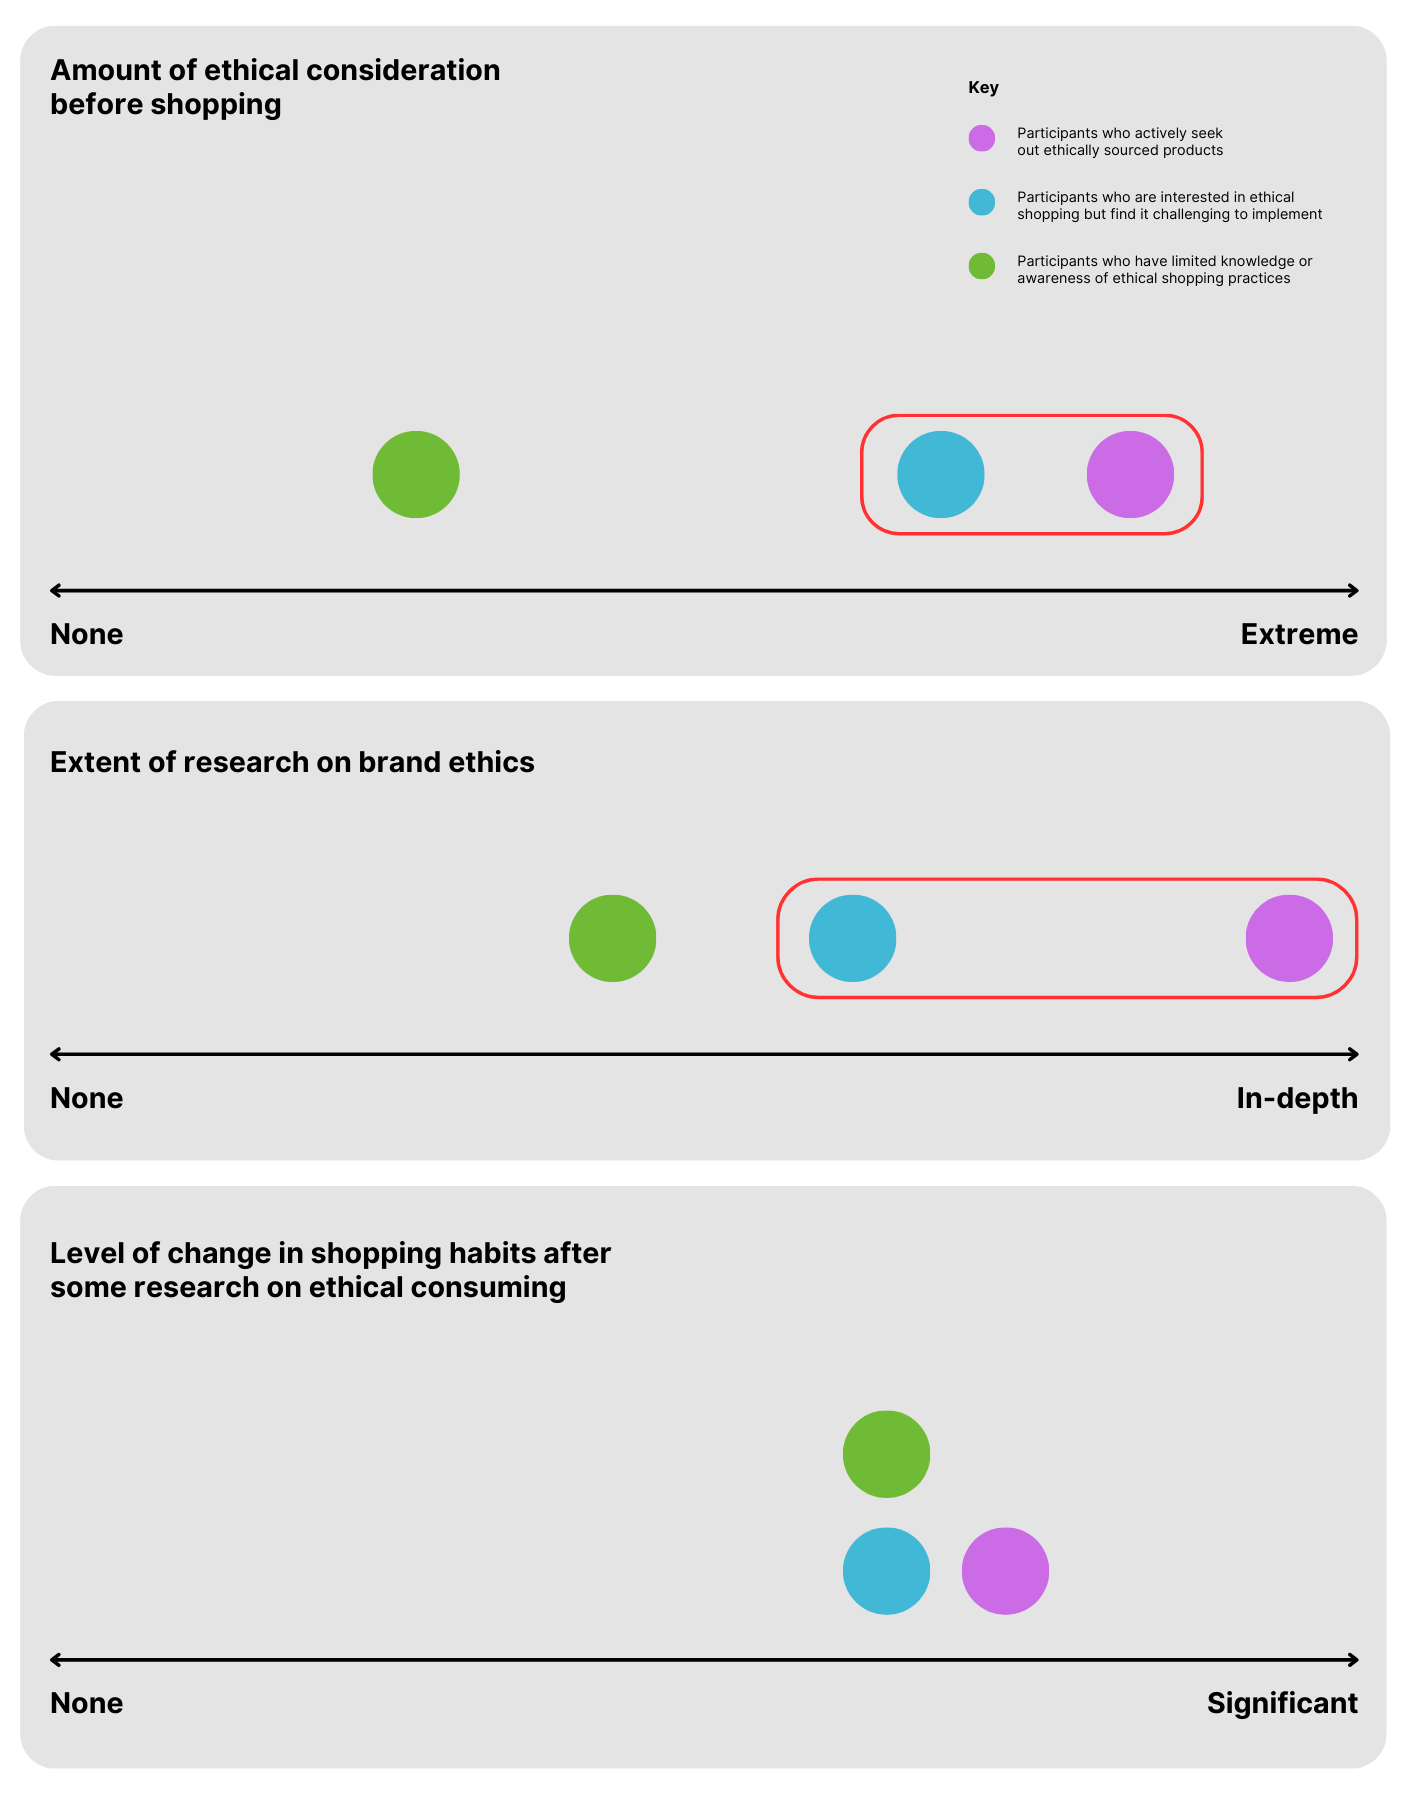 Amount of ethical consideration
before shopping
Key
Participants who actively seek
out ethically sourced products
Participants who are interested in ethical
shopping but find it challenging to implement
Participants who have limited knowledge or
awareness of ethical shopping practices
None
Extreme
Extent of research on brand ethics
None
In-depth
Level of change in shopping habits after
some research on ethical consuming
None
Significant